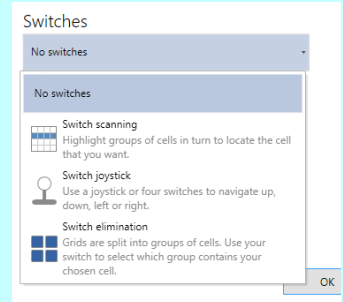 Switches
No switches
No switches
Switch scanning
Highlight groups of cells in turn to locate the cell
that you want.
Switch joystick
Use a joystick or four switches to navigate up,
down, left or right.
Switch elimination
Grids are split into groups of cells. Use your
switch to select which group contains your
chosen cell.
OK